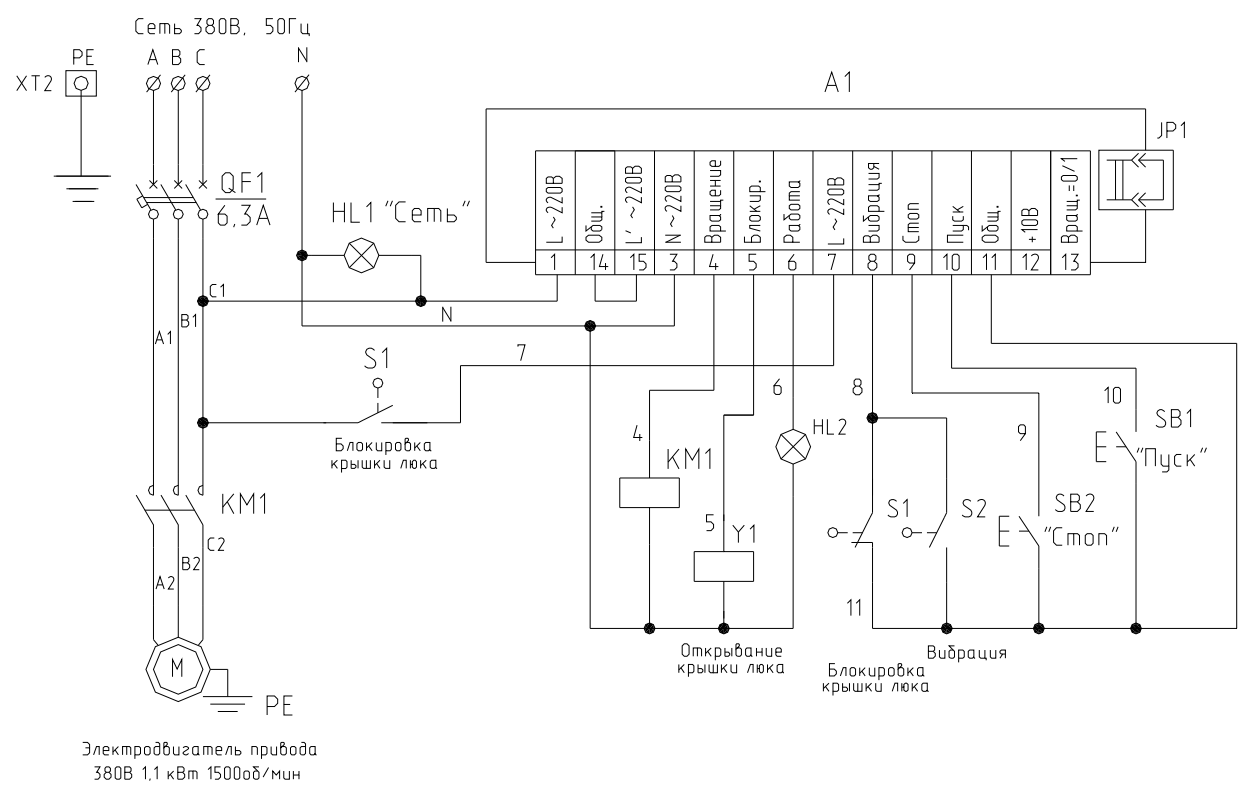 Сеть 380В, 50Гц
A B C N
PE
XT2
A1
JP1
QF1
6,3А
HL1 "Сеть"
L ~220В
Общ.
L' ~220В
N ~220В
Вращение
Блокир.
Работа
L ~220В
Вибрация
Стоп
Пуск
Общ.
+10В
Вращ.=0/1
1 14 15 3 4 5 6 7 8 9 10 11 12 13
C1
N
B1
A1
7
S1
6
8
10
Блокировка
крышки люка
4
KM1
HL2
9
SB1
"Пуск"
KM1
5
Y1
S1
S2
SB2
"Стоп"
C2
B2
A2
11
M
PE
Открывание
крышки люка
Блокировка
крышки люка
Вибрация
Электродвигатель привода
380В 1,1 кВт 1500об/мин